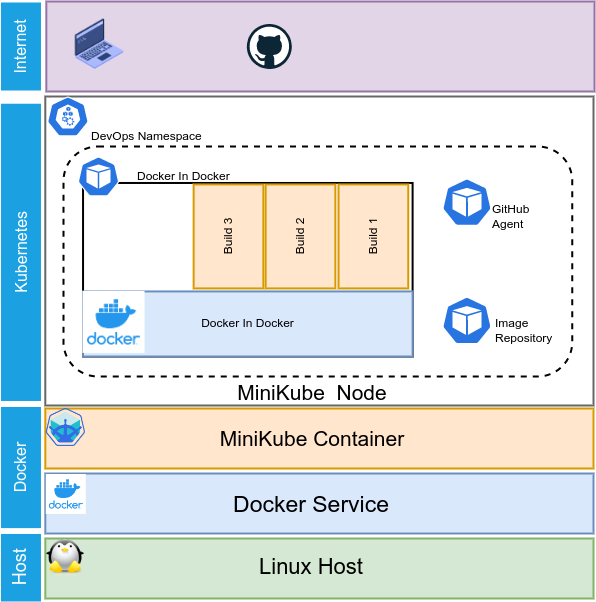 Internet
Kubernetes
DevOps Namespace
Docker In Docker
Build 3
Build 2
Build 1
GitHub
Agent
docker
Docker In Docker
Image
Repository
MiniKube Node
Docker
MiniKube Container
docker
Docker Service
Host
Linux Host